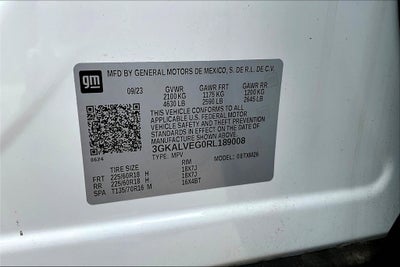 gm
MFD BY GENERAL MOTORS DE MEXICO, S. DE R.L. DE C.V.
09/23 GVWR GAWR FRT GAWR RR
2100 KG 1175 KG 1200 KG
4630 LB 2590 LB 2645 LB
THIS VEHICLE CONFORMS TO ALL
APPLICABLE U.S. FEDERAL MOTOR
VEHICLE SAFETY AND THEFT PREVENTION
STANDARDS IN EFFECT ON THE DATE OF
MANUFACTURE SHOWN ABOVE.
3GKALVEG0RL189008
0624 TYPE: MPV
TIRE SIZE RIM
FRT 225/60R18 H 18X7J
RR 225/60R18 H 18X7J
SPA T135/70R16 M 16X4BT